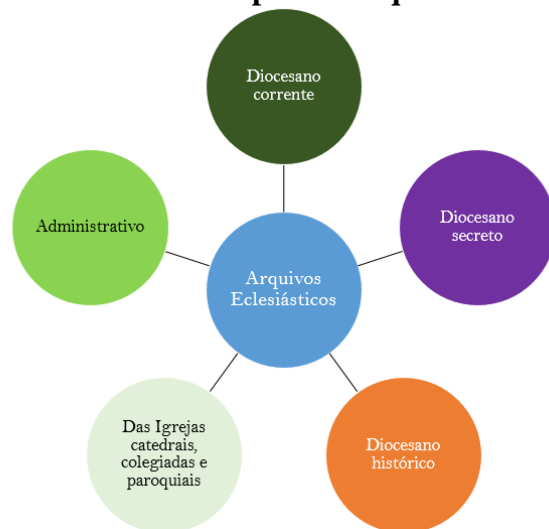 Diocesano
corrente
Administrativo
Diocesano
secreto
Arquivos
Eclesiásticos
Das Igrejas
catedrais,
colegiadas e
paroquiais
Diocesano
histórico